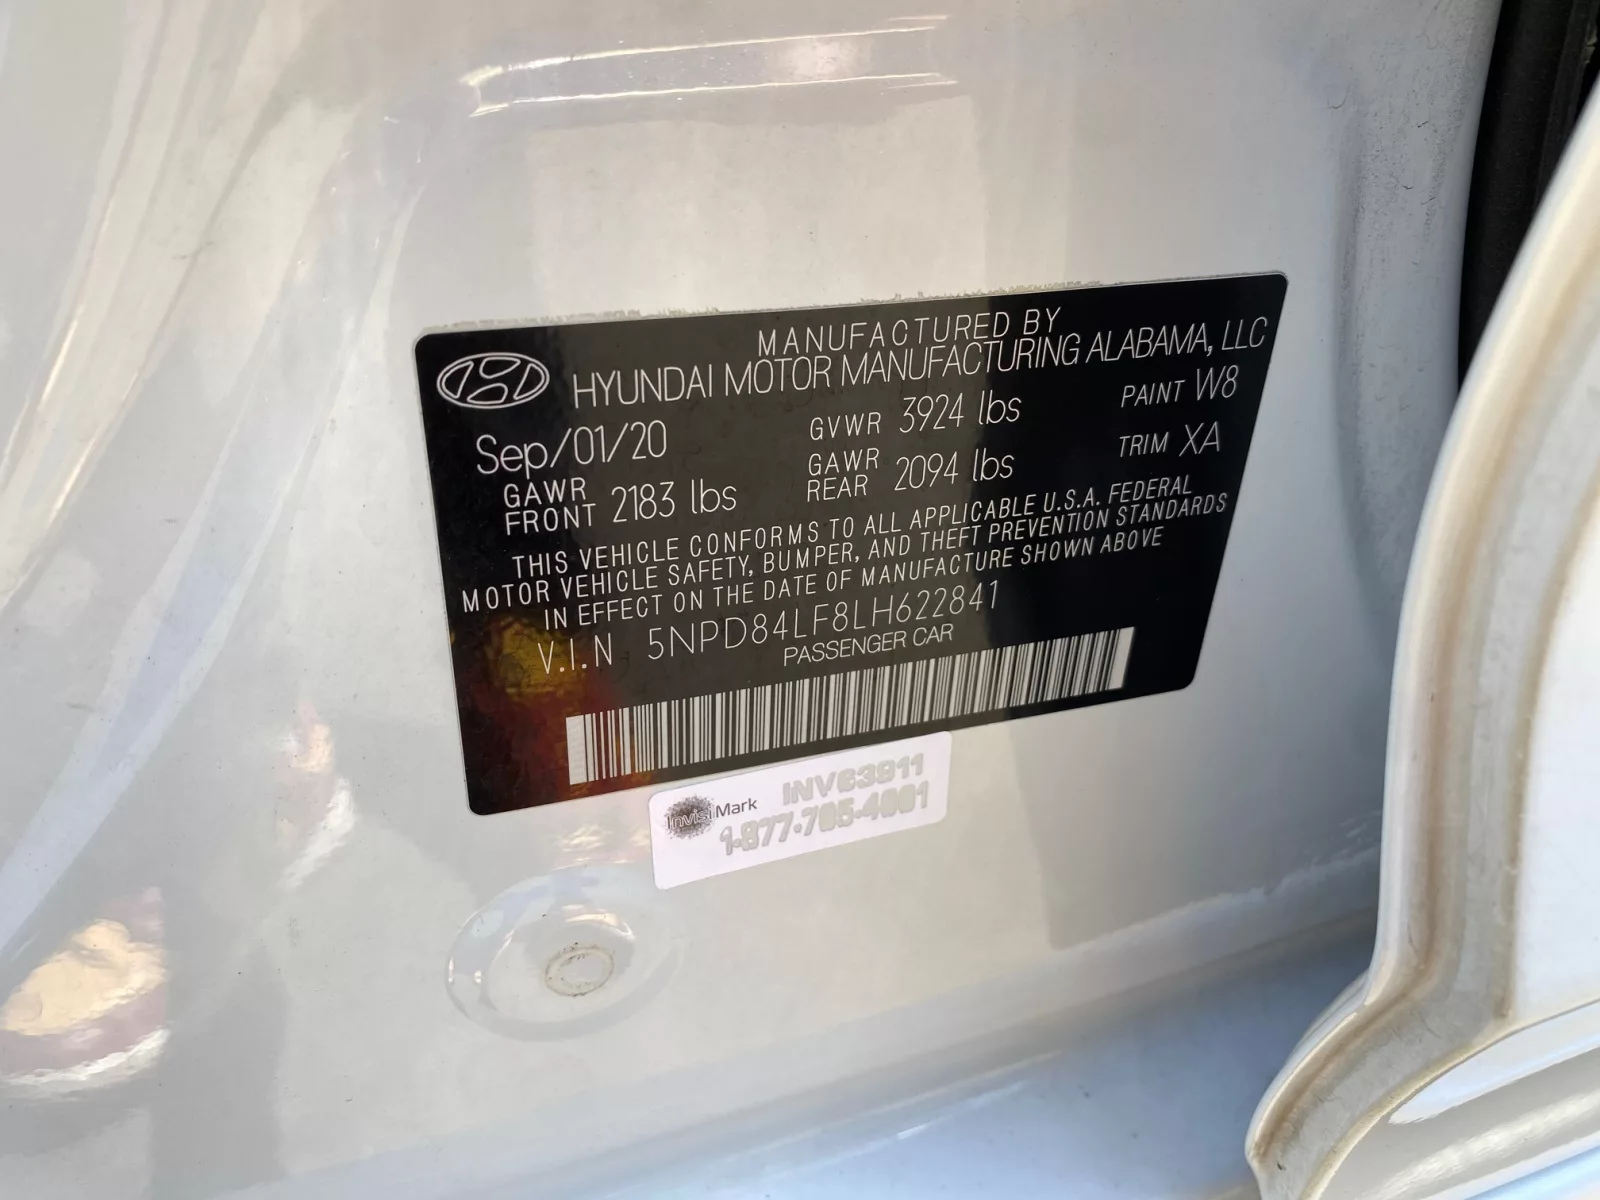 MANUFACTURED BY
HYUNDAI MOTOR MANUFACTURING ALABAMA, LLC
Sep/01/20 GVWR 3924 lbs PAINT W8
GAWR FRONT 2183 lbs GAWR REAR 2094 lbs TRIM XA
THIS VEHICLE CONFORMS TO ALL APPLICABLE U.S.A. FEDERAL
MOTOR VEHICLE SAFETY, BUMPER, AND THEFT PREVENTION STANDARDS
IN EFFECT ON THE DATE OF MANUFACTURE SHOWN ABOVE
V.I.N 5NPD84LF8LH622841
PASSENGER CAR
InvisiMark INV63911
1-877-705-4001